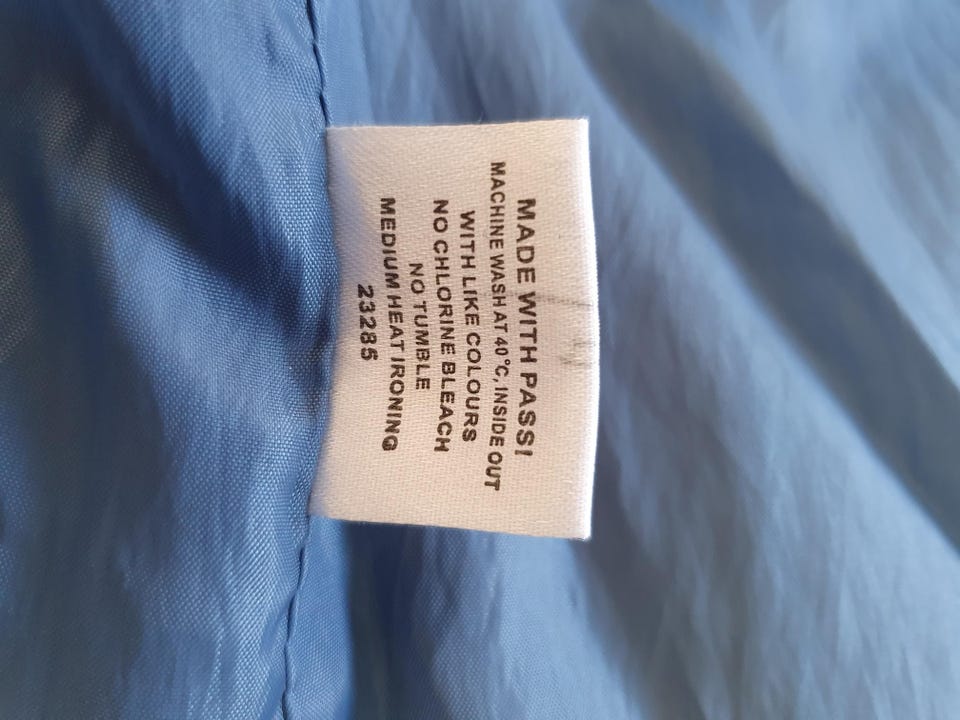 MADE WITH PASSI
MACHINE WASH AT 40°C, INSIDE OUT
WITH LIKE COLOURS
NO CHLORINE BLEACH
NO TUMBLE
MEDIUM HEAT IRONING
23285